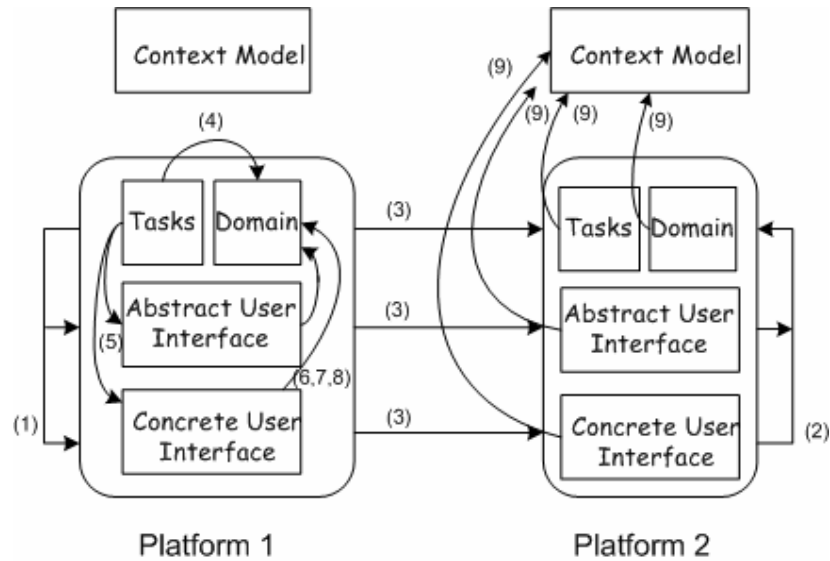 Context Model
Context Model
(9)
(9)
(9)
(9)
(4)
Tasks
Domain
(3)
Tasks
Domain
Abstract User
Interface
(3)
Abstract User
Interface
(5)
(6,7,8)
(1)
Concrete User
Interface
(3)
Concrete User
Interface
(2)
Platform 1
Platform 2